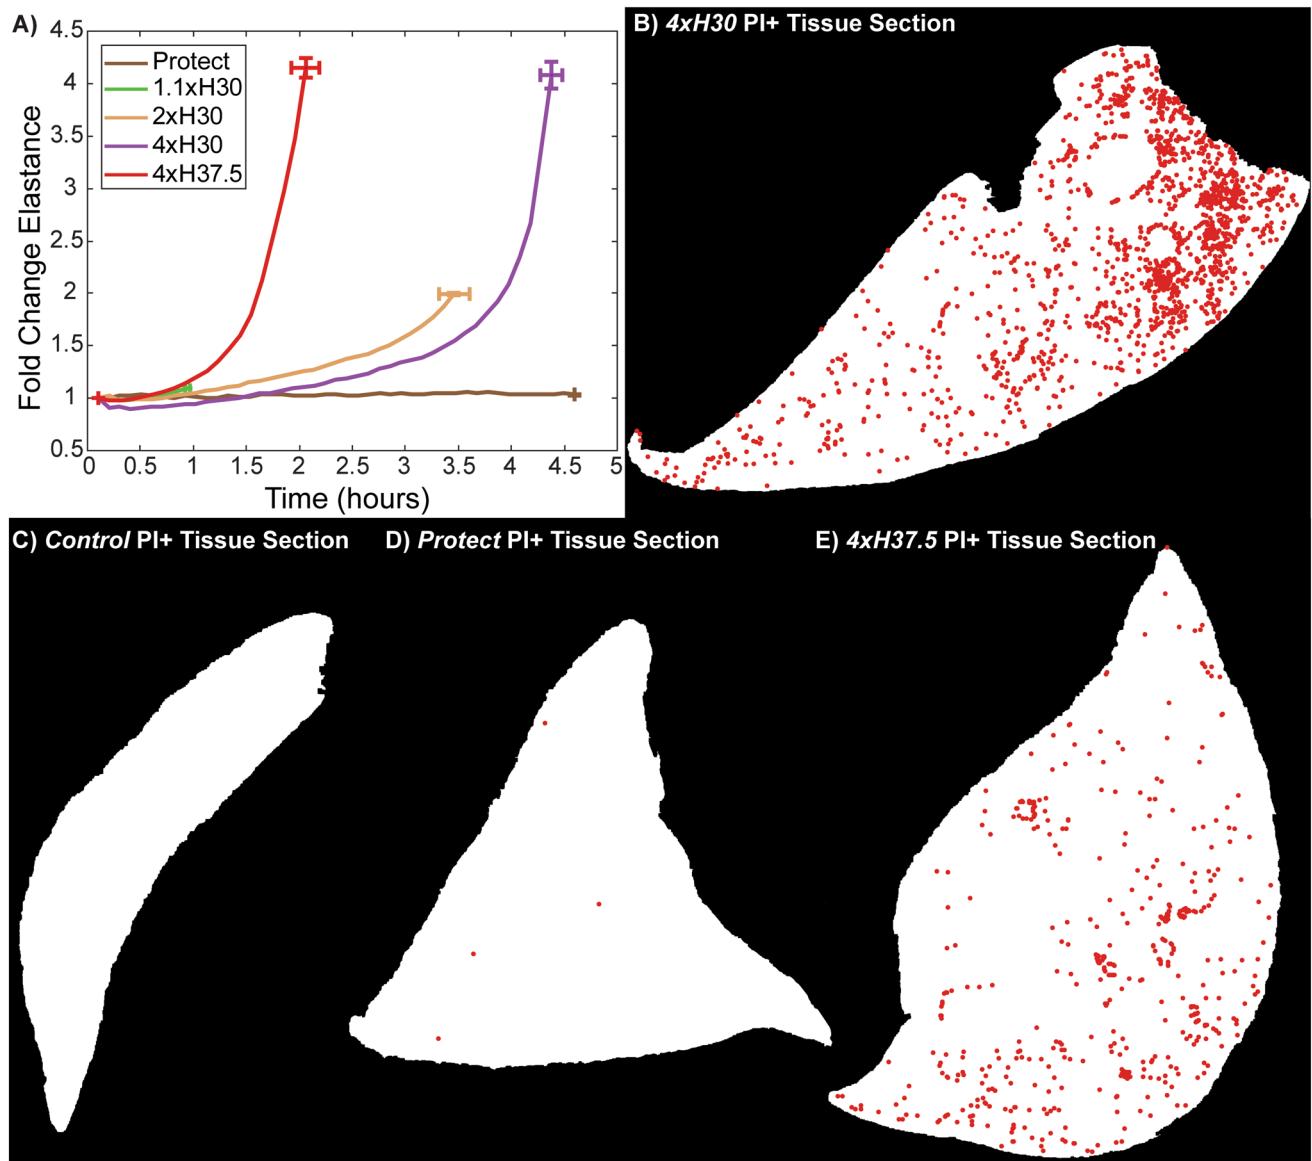 A)
4.5
4
3.5
3
2.5
2
1.5
1
0.5
Fold Change Elastance
Protect
1.1xH30
2xH30
4xH30
4xH37.5
0 0.5 1 1.5 2 2.5 3 3.5 4 4.5 5
Time (hours)
B) 4xH30 PI+ Tissue Section
C) Control PI+ Tissue Section
D) Protect PI+ Tissue Section
E) 4xH37.5 PI+ Tissue Section